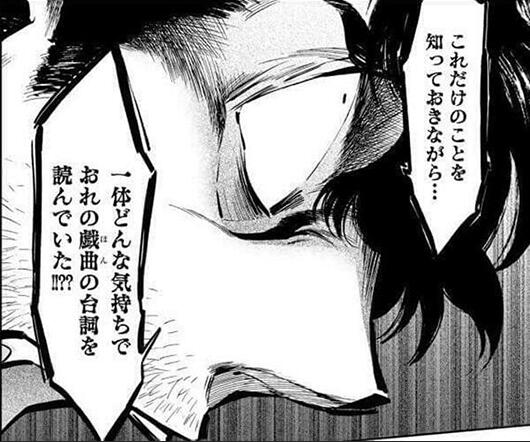 これだけのことを
知っておきながら…
一体どんな気持ちで
おれの戯曲の台詞を
ほん
読んでいた!!??